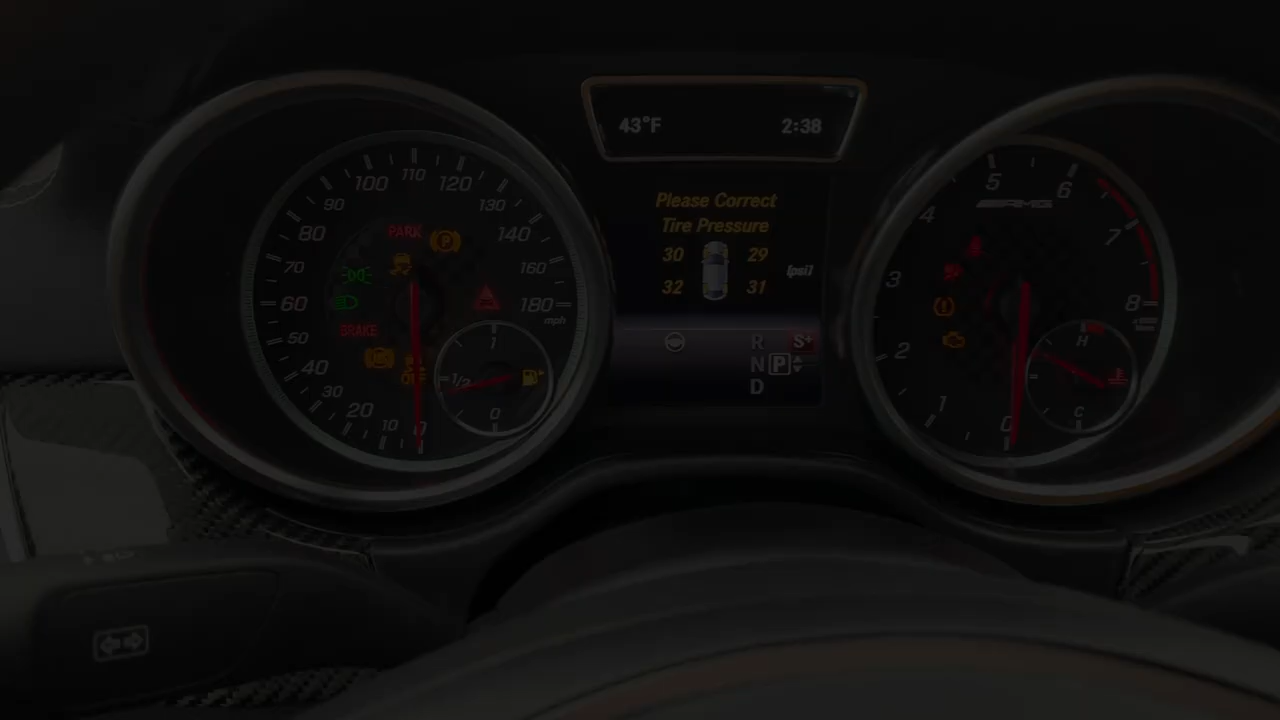 43°F 2:38
Please Correct
Tire Pressure
30 29
32 31
[psi]
R
N P
D
S+
0 10 20 30 40 50 60 70 80 90 100 110 120 130 140 160 180
mph
PARK
P
BRAKE
1
1/2
0
AMG
0 1 2 3 4 5 6 7 8
H
C